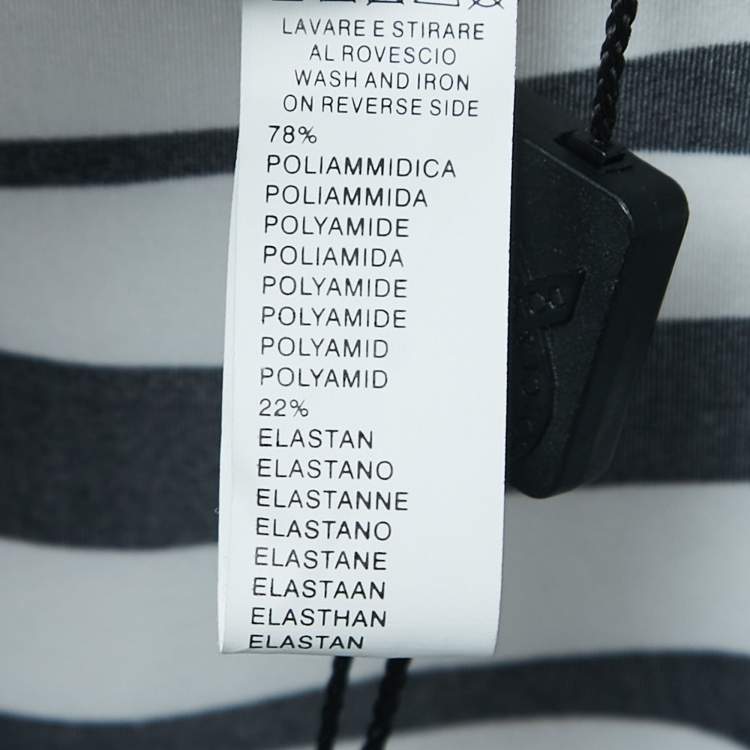 LAVARE E STIRARE
AL ROVESCIO
WASH AND IRON
ON REVERSE SIDE
78%
POLIAMMIDICA
POLIAMMIDA
POLYAMIDE
POLIAMIDA
POLYAMIDE
POLYAMIDE
POLYAMID
POLYAMID
22%
ELASTAN
ELASTANO
ELASTANNE
ELASTANO
ELASTANE
ELASTAAN
ELASTHAN
ELASTAN